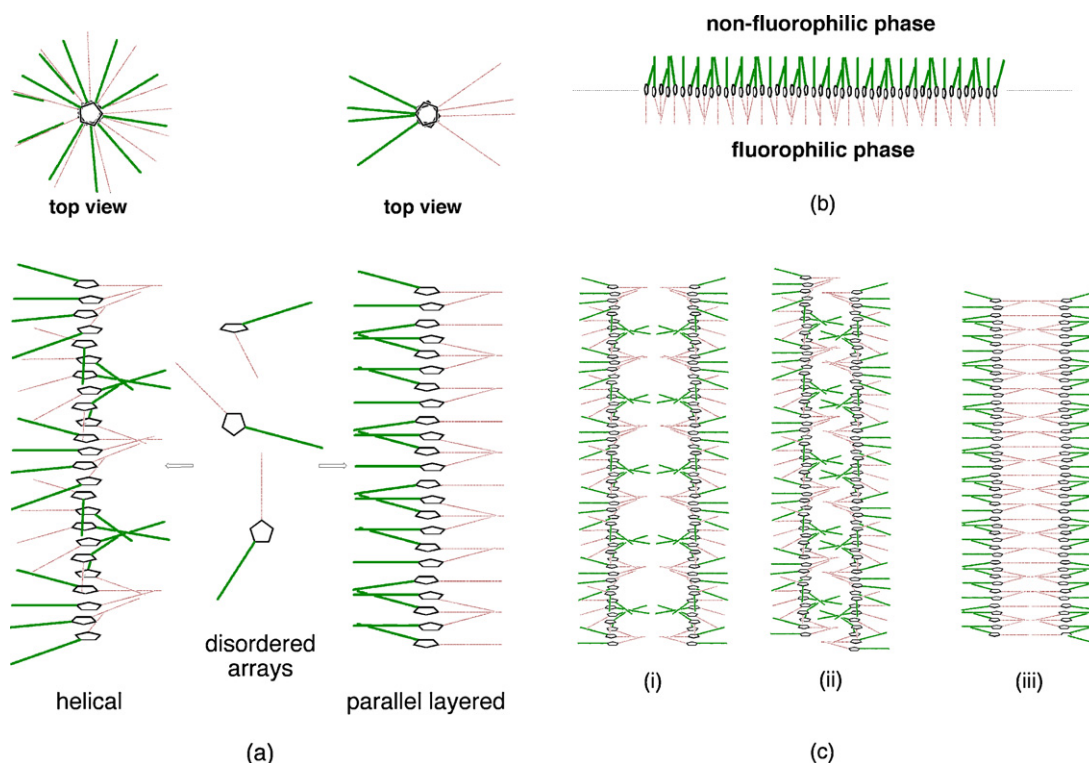 non-fluorophilic phase
fluorophilic phase
(b)
top view
top view
disordered
arrays
helical
parallel layered
(a)
(i)
(ii)
(iii)
(c)